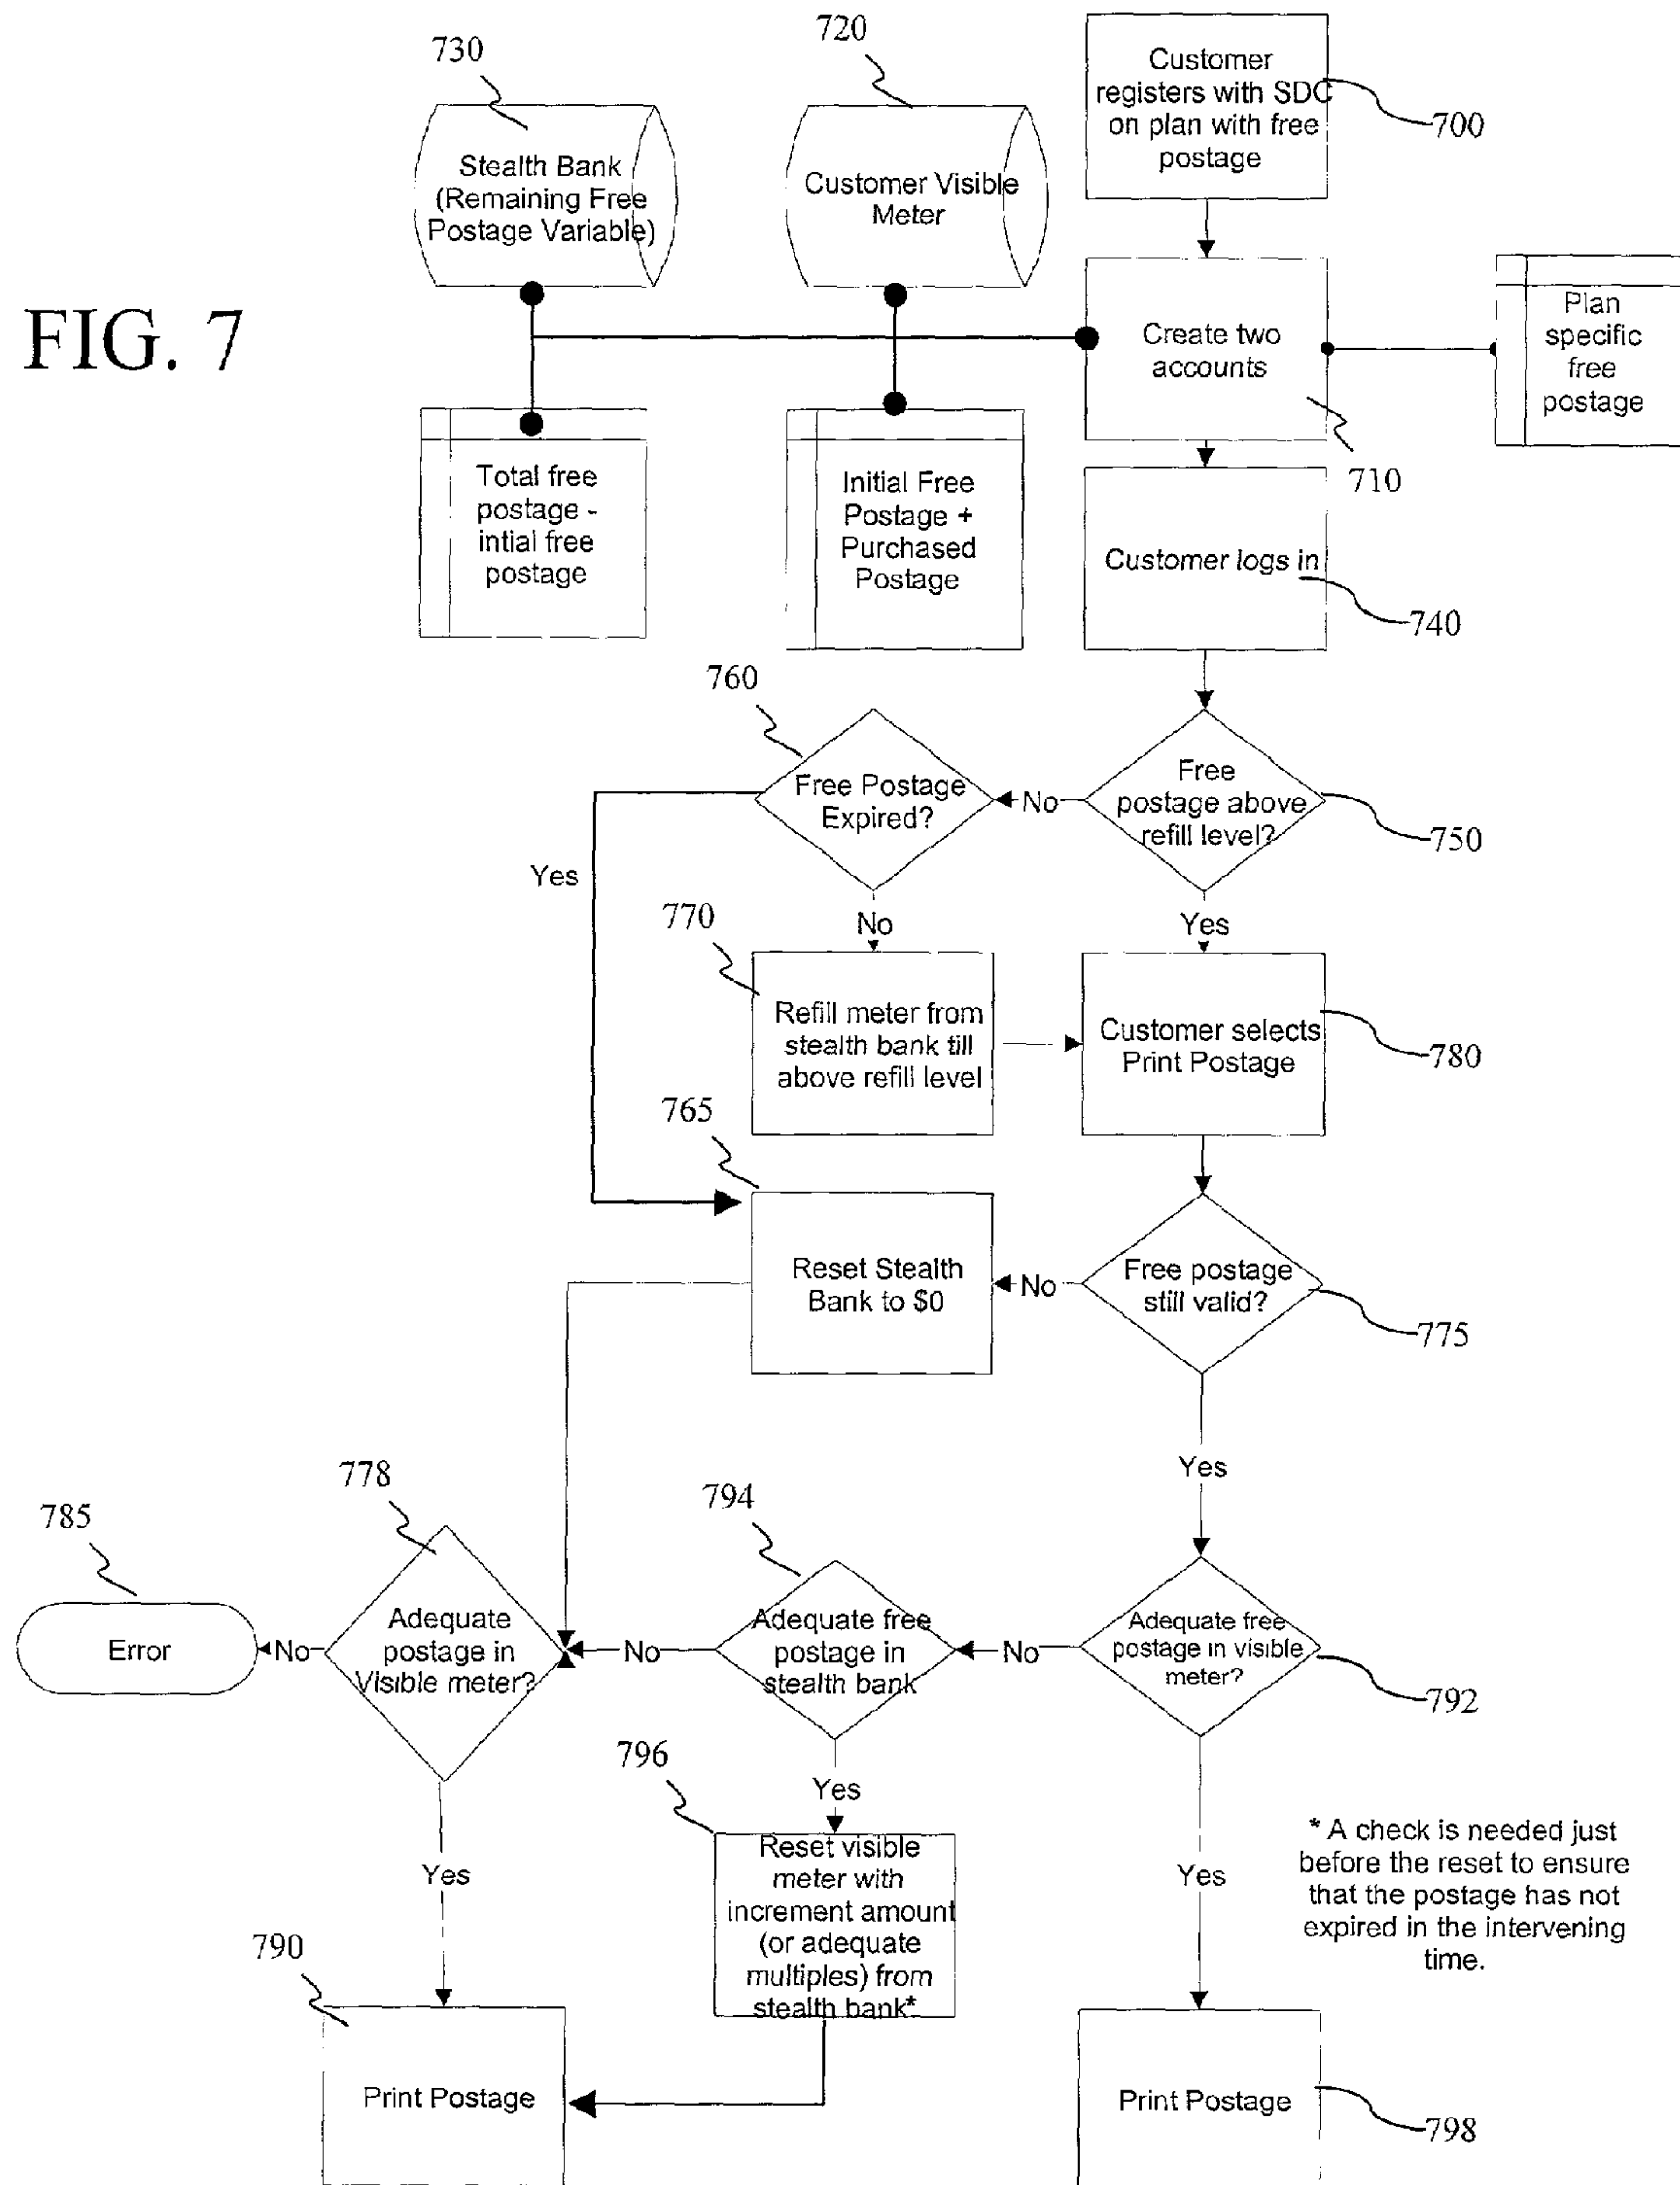 730
720
Customer
registers with SDC
on plan with free
postage
700
Stealth Bank
(Remaining Free
Postage Variable)
Customer Visible
Meter
FIG. 7
Create two
accounts
Plan
specific
free
postage
710
Total free
postage -
intial free
postage
Initial Free
Postage +
Purchased
Postage
Customer logs in
740
760
Free Postage
Expired?
No
Free
postage above
refill level?
750
Yes
No
Yes
770
Refill meter from
stealth bank till
above refill level
Customer selects
Print Postage
780
765
Reset Stealth
Bank to $0
No
Free postage
still valid?
775
Yes
778
794
785
Error
No
Adequate
postage in
Visible meter?
No
Adequate free
postage in
stealth bank
No
Adequate free
postage in visible
meter?
792
796
Yes
Reset visible
meter with
increment amount
(or adequate
multiples) from
stealth bank*
Yes
Yes
* A check is needed just
before the reset to ensure
that the postage has not
expired in the intervening
time.
790
Print Postage
Print Postage
798